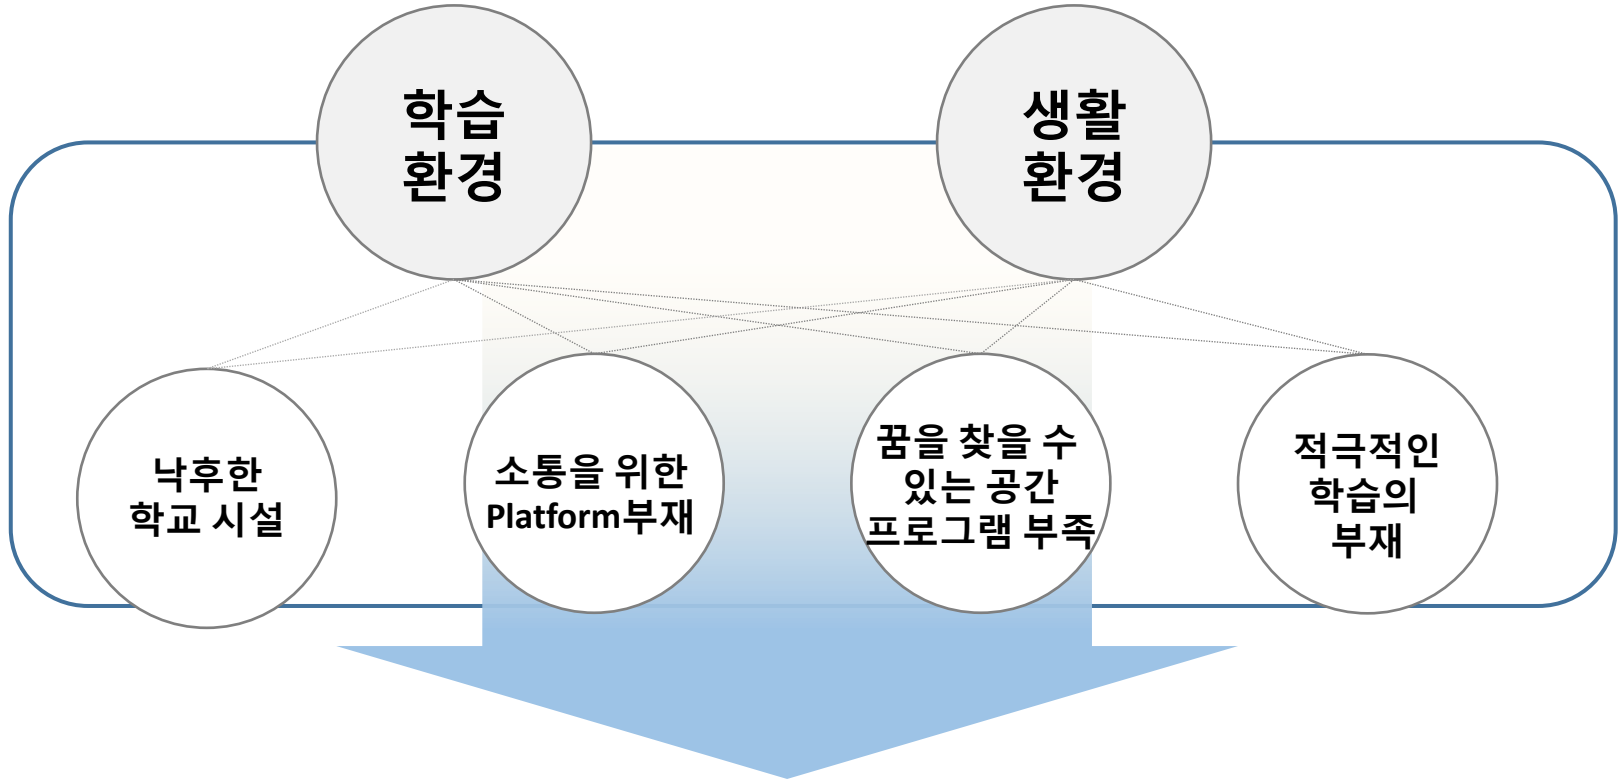 학습
환경
생활
환경
낙후한
학교 시설
소통을 위한
Platform부재
꿈을 찾을 수
있는 공간
프로그램 부족
적극적인
학습의
부재